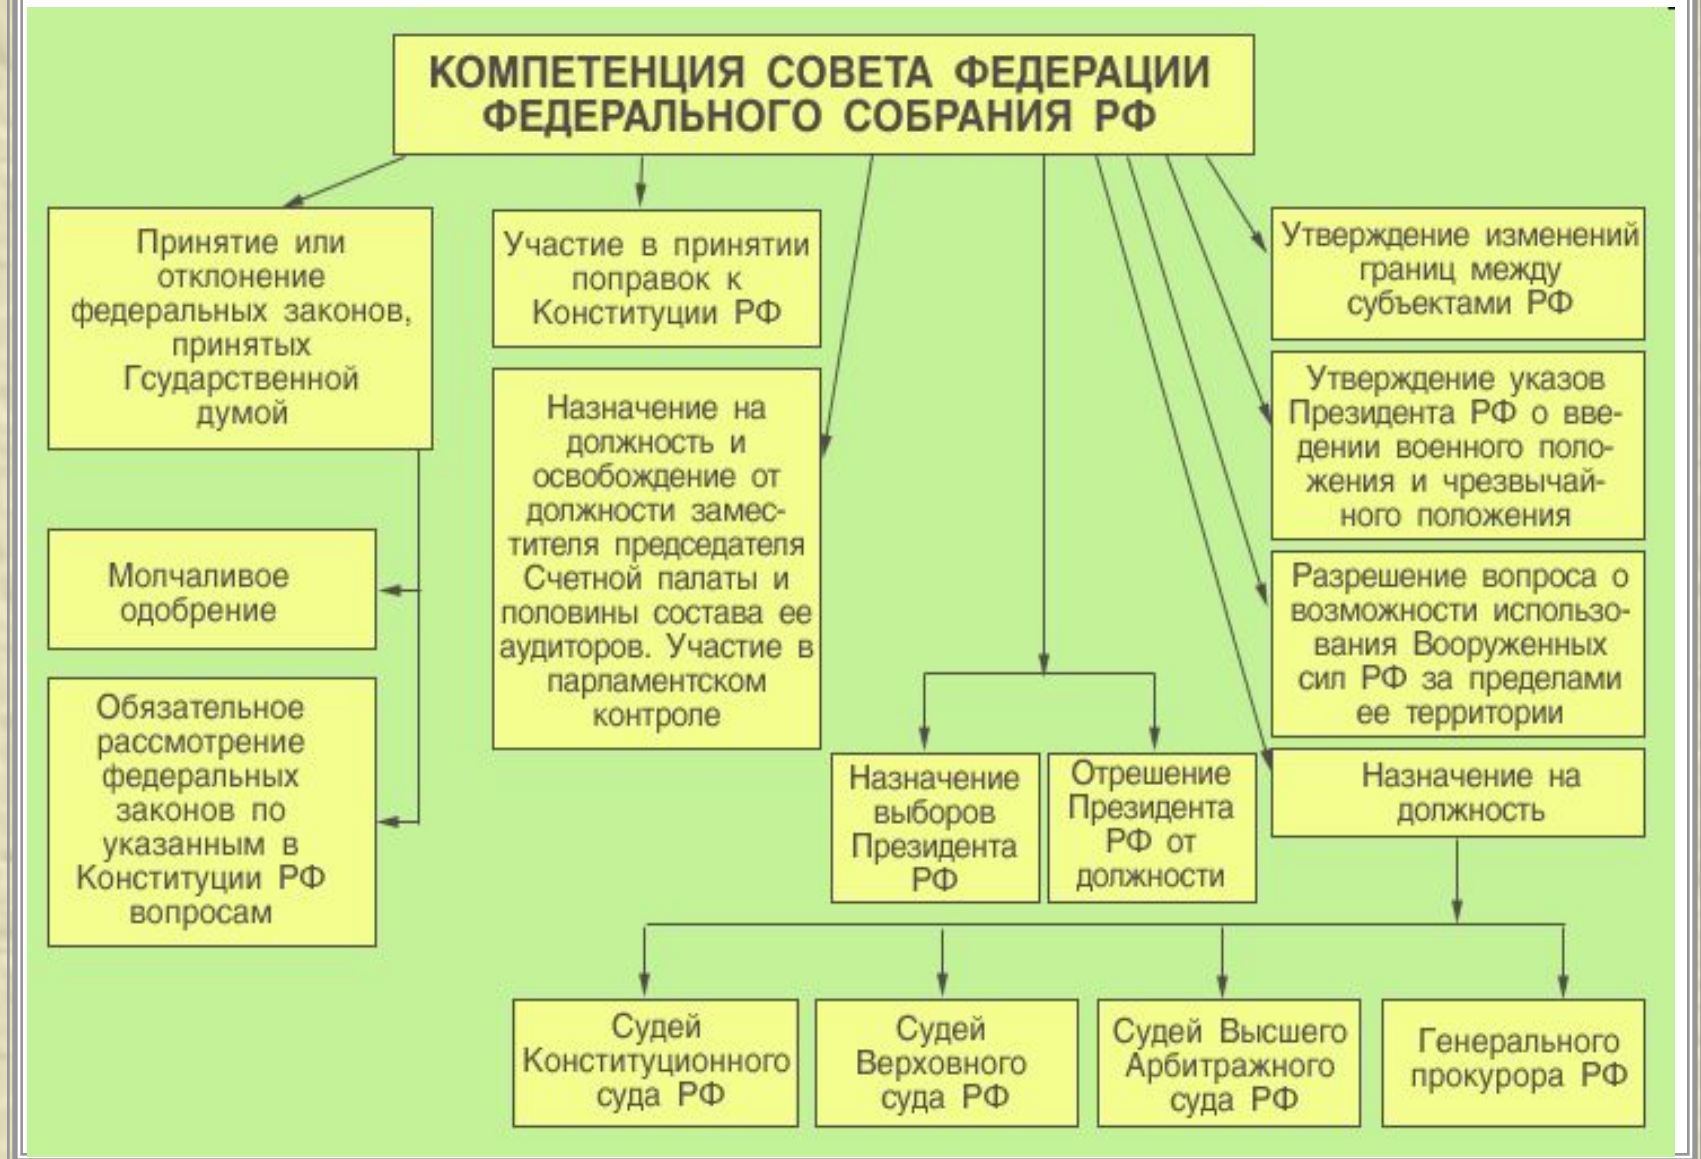 КОМПЕТЕНЦИЯ СОВЕТА ФЕДЕРАЦИИ
ФЕДЕРАЛЬНОГО СОБРАНИЯ РФ
Принятие или
отклонение
федеральных законов,
принятых
Гсударственной
думой
Молчаливое
одобрение
Обязательное
рассмотрение
федеральных
законов по
указанным в
Конституции РФ
вопросам
Участие в принятии
поправок к
Конституции РФ
Назначение на
должность и
освобождение от
должности замес-
тителя председателя
Счетной палаты и
половины состава ее
аудиторов. Участие в
парламентском
контроле
Назначение
выборов
Президента
РФ
Отрешение
Президента
РФ от
должности
Утверждение изменений
границ между
субъектами РФ
Утверждение указов
Президента РФ о вве-
дении военного поло-
жения и чрезвычай-
ного положения
Разрешение вопроса о
возможности использо-
вания Вооруженных
сил РФ за пределами
ее территории
Назначение на
должность
Судей
Конституционного
суда РФ
Судей
Верховного
суда РФ
Судей Высшего
Арбитражного
суда РФ
Генерального
прокурора РФ